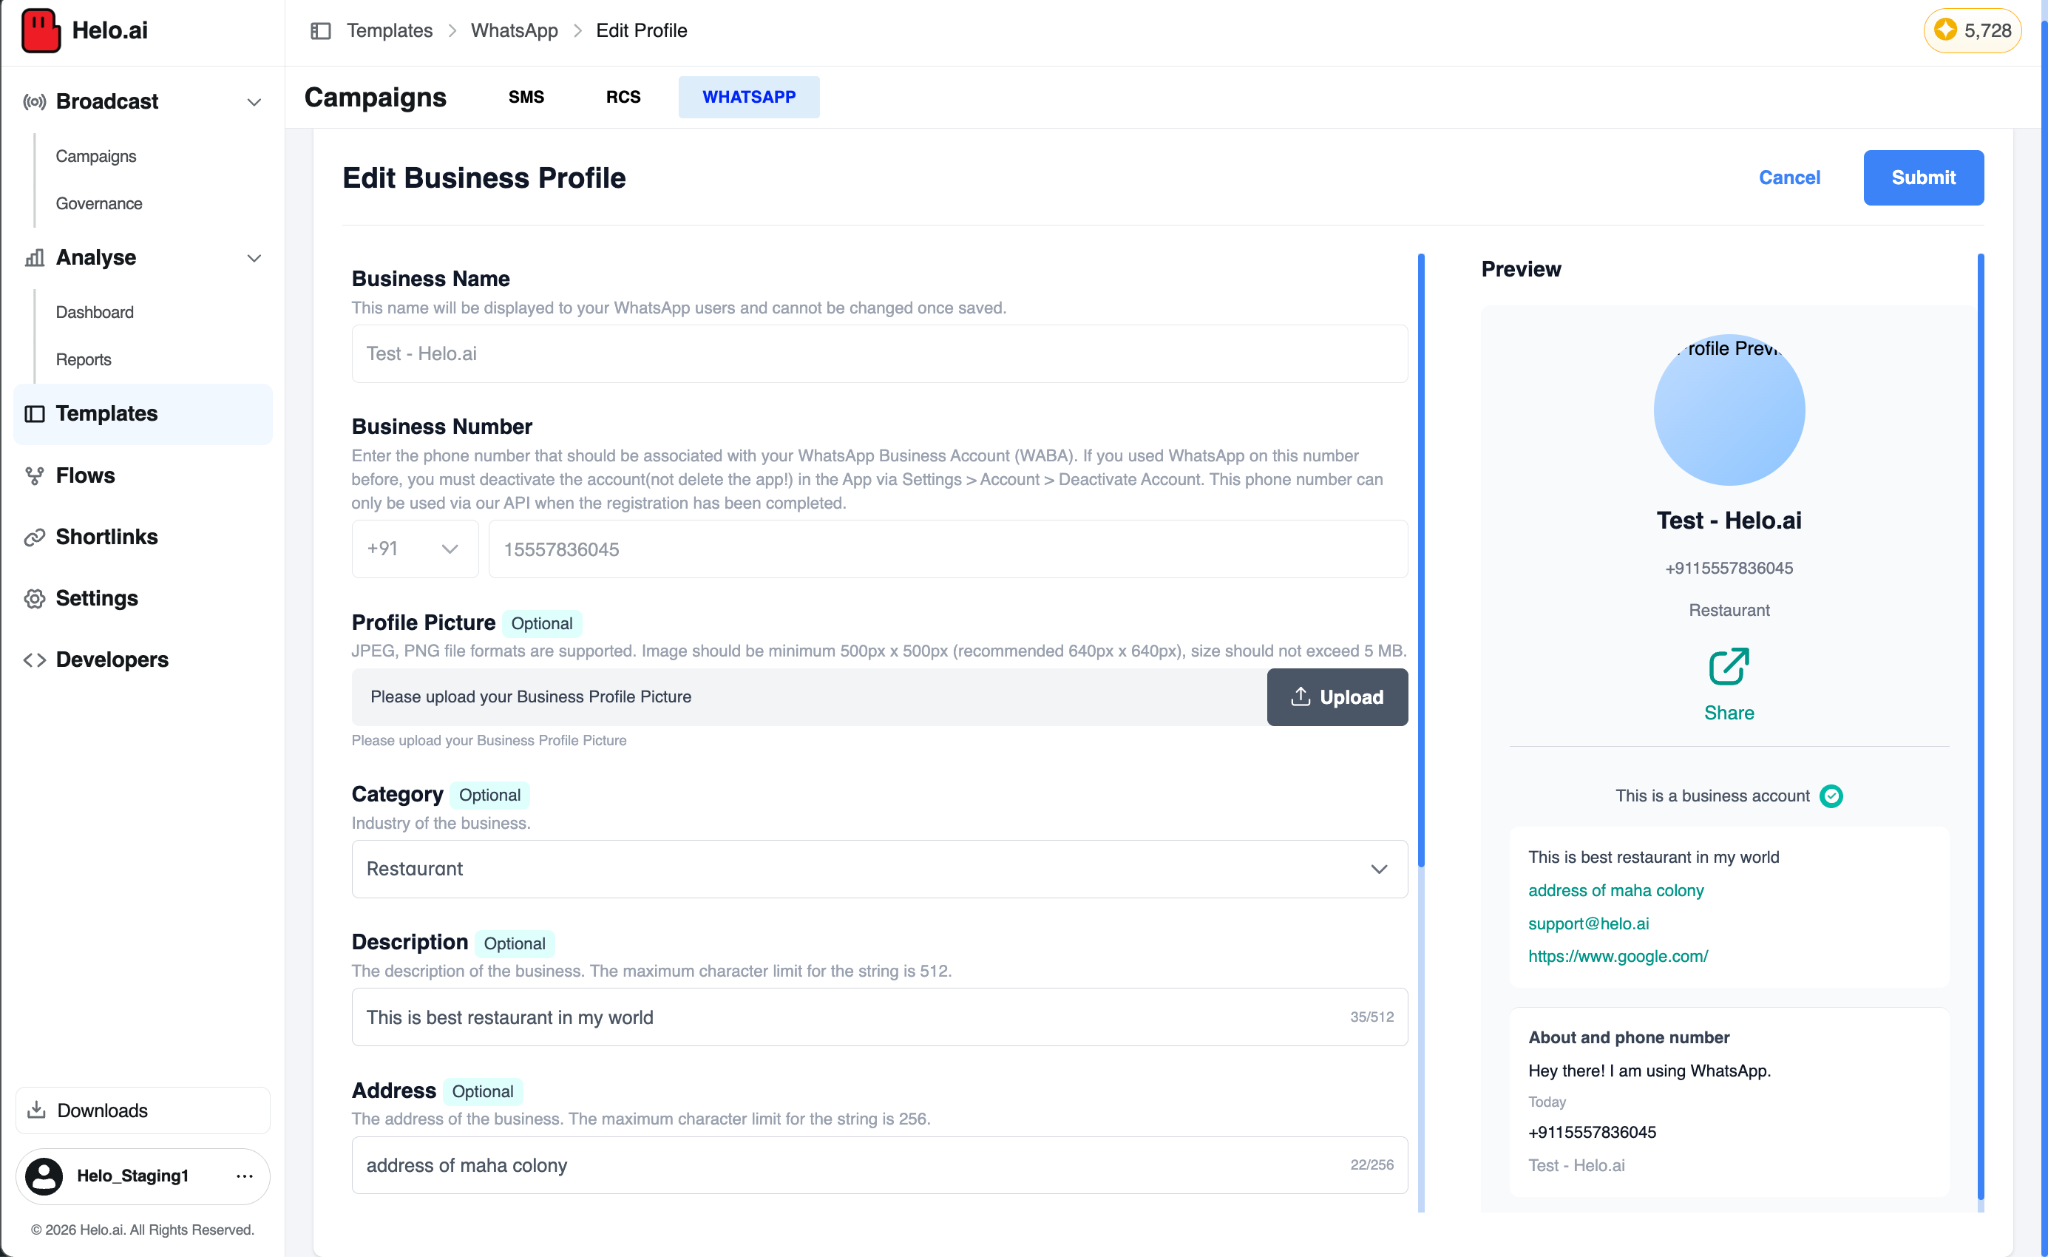 Helo.ai
Templates > WhatsApp > Edit Profile
5,728
Broadcast
Campaigns
Governance
Analyse
Dashboard
Reports
Templates
Flows
Shortlinks
Settings
Developers
Downloads
Helo_Staging1
© 2026 Helo.ai. All Rights Reserved.
Campaigns SMS RCS WHATSAPP
Edit Business Profile
Cancel Submit
Business Name
This name will be displayed to your WhatsApp users and cannot be changed once saved.
Test - Helo.ai
Business Number
Enter the phone number that should be associated with your WhatsApp Business Account (WABA). If you used WhatsApp on this number
before, you must deactivate the account(not delete the app!) in the App via Settings > Account > Deactivate Account. This phone number can
only be used via our API when the registration has been completed.
+91 15557836045
Profile Picture Optional
JPEG, PNG file formats are supported. Image should be minimum 500px x 500px (recommended 640px x 640px), size should not exceed 5 MB.
Please upload your Business Profile Picture Upload
Please upload your Business Profile Picture
Category Optional
Industry of the business.
Restaurant
Description Optional
The description of the business. The maximum character limit for the string is 512.
This is best restaurant in my world 35/512
Address Optional
The address of the business. The maximum character limit for the string is 256.
address of maha colony 22/256
Preview
Test - Helo.ai
+9115557836045
Restaurant
Share
This is a business account
This is best restaurant in my world
address of maha colony
support@helo.ai
https://www.google.com/
About and phone number
Hey there! I am using WhatsApp.
Today
+9115557836045
Test - Helo.ai